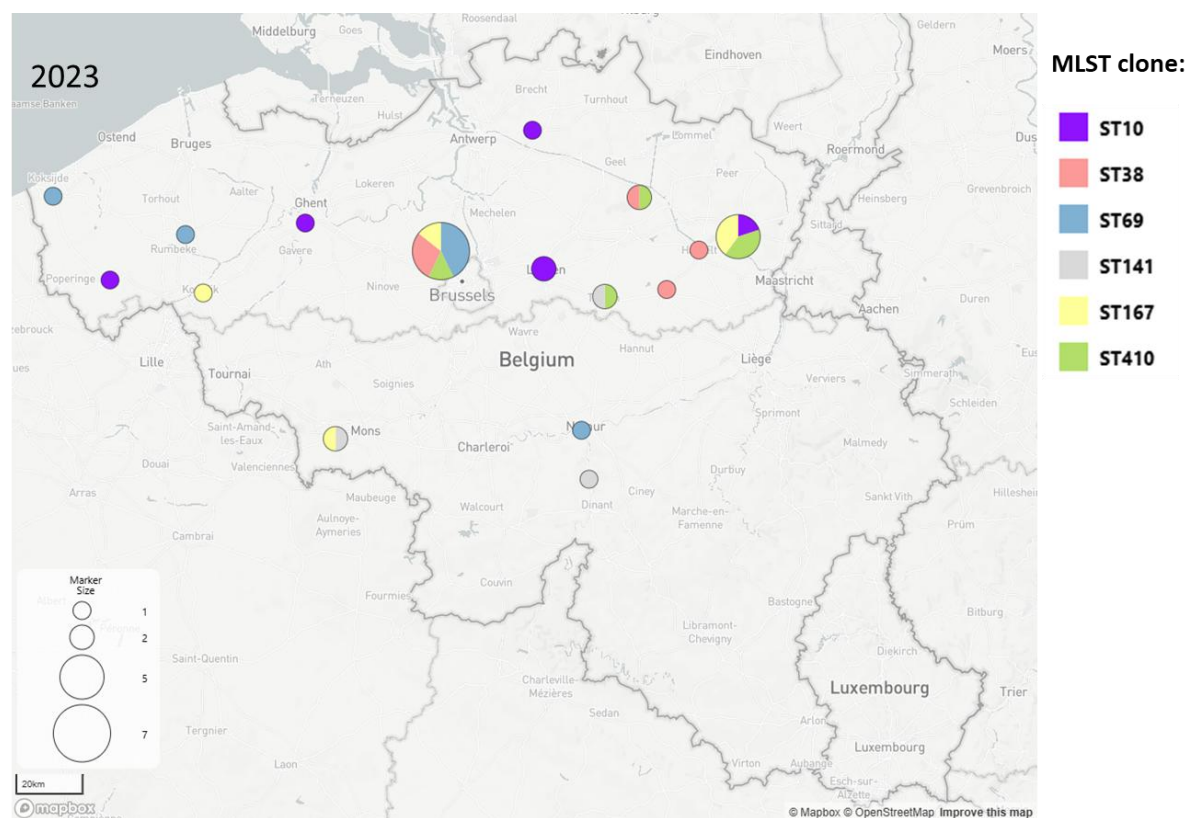 2023
MLST clone:
ST10
ST38
ST69
ST141
ST167
ST410
Roosendaal
Middelburg
Goes
Geldern
Moers
Eindhoven
Brecht
Turnhout
Terneuzen
Hulst
Ostend
Bruges
Antwerp
Lommel
Weert
Roermond
Geel
Peer
Koksijde
Torhout
Aalter
Lokeren
Ghent
Mechelen
Heinsberg
Grevenbroich
Sittard
Rumbeke
Gavere
Poperinge
Ninove
Brussels
Maastricht
Aachen
Duren
Lille
Wavre
Hannut
Belgium
Liège
Ath
Tournai
Soignies
Verviers
Simmerath
Schleiden
Saint-Amand-
les-Eaux
Mons
Charleroi
Sprimont
Malmedy
Douai
Valenciennes
Durbuy
Arras
Maubeuge
Walcourt
Dinant
Ciney
Marche-en-
Famenne
Sankt Vith
Hillesheim
Aulnoye-
Aymeries
Cambrai
Prüm
Couvin
Fourmies
Bastogne
Bitburg
Libramont-
Chevigny
Diekirch
Saint-Quentin
Charleville-
Mézières
Luxembourg
Trier
Sedan
Arlon
Tergnier
Luxembourg
Laon
Virton
Aubange
Esch-sur-
Alzette
Marker
Size
1
2
5
7
20km
mapbox
© Mapbox © OpenStreetMap Improve this map